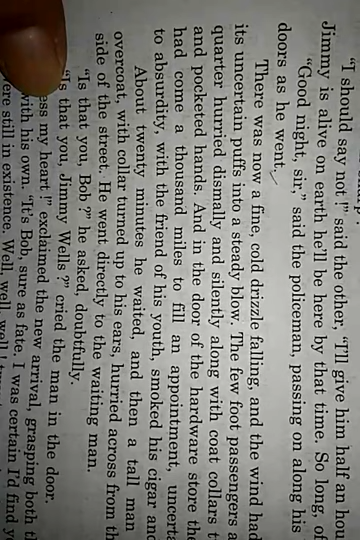 "I should say not!" said the other, "I'll give him half an hou
Jimmy is alive on earth he'll be here by that time. So long, of
"Good night, sir," said the policeman, passing on along his
doors as he went.
There was now a fine, cold drizzle falling, and the wind had
its uncertain puffs into a steady blow. The few foot passengers a
quarter hurried dismally and silently along with coat collars t
and pocketed hands. And in the door of the hardware store the
had come a thousand miles to fill an appointment, uncerta
to absurdity, with the friend of his youth, smoked his cigar and
About twenty minutes he waited, and then a tall man
overcoat, with collar turned up to his ears, hurried across from th
side of the street. He went directly to the waiting man.
"Is that you, Bob?" he asked, doubtfully.
"Is that you, Jimmy Wells?" cried the man in the door.
ess my heart!" exclaimed the new arrival, grasping both t
with his own. "It's Bob, sure as fate. I was certain I'd find y
ere still in existence. Well, well, well!